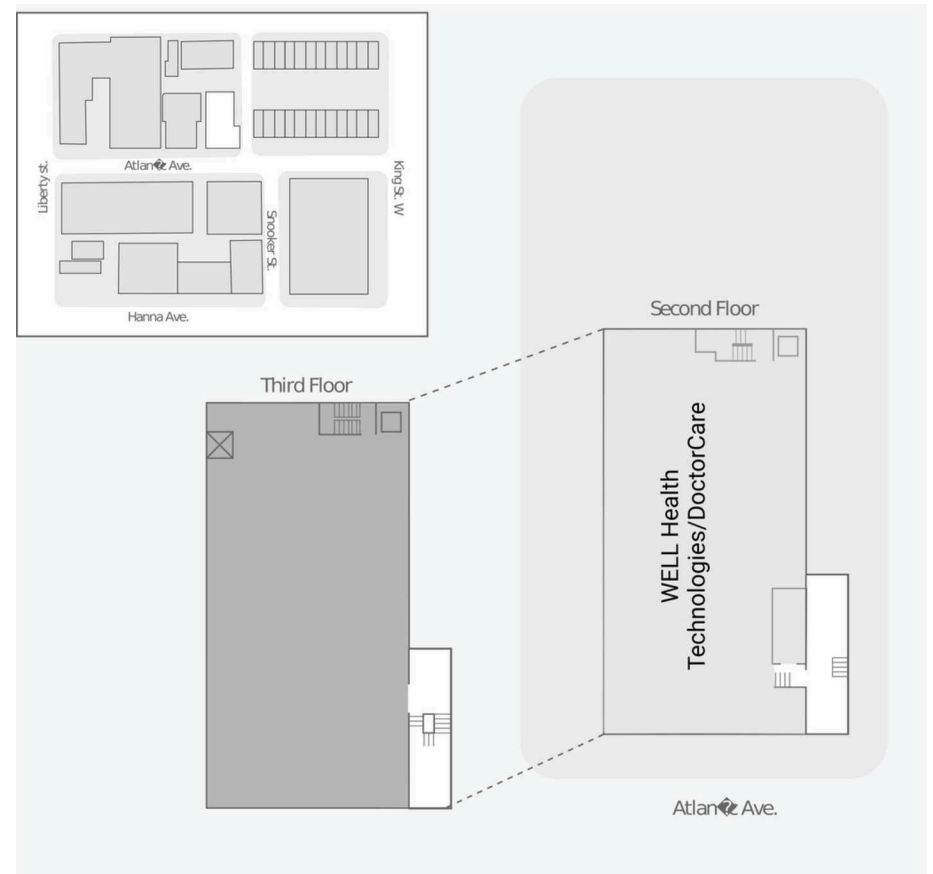 Atlan�c Ave.
Liberty st.
King St. W
Snooker St.
Hanna Ave.
Second Floor
Third Floor
WELL Health
Technologies/DoctorCare
Atlan�c Ave.